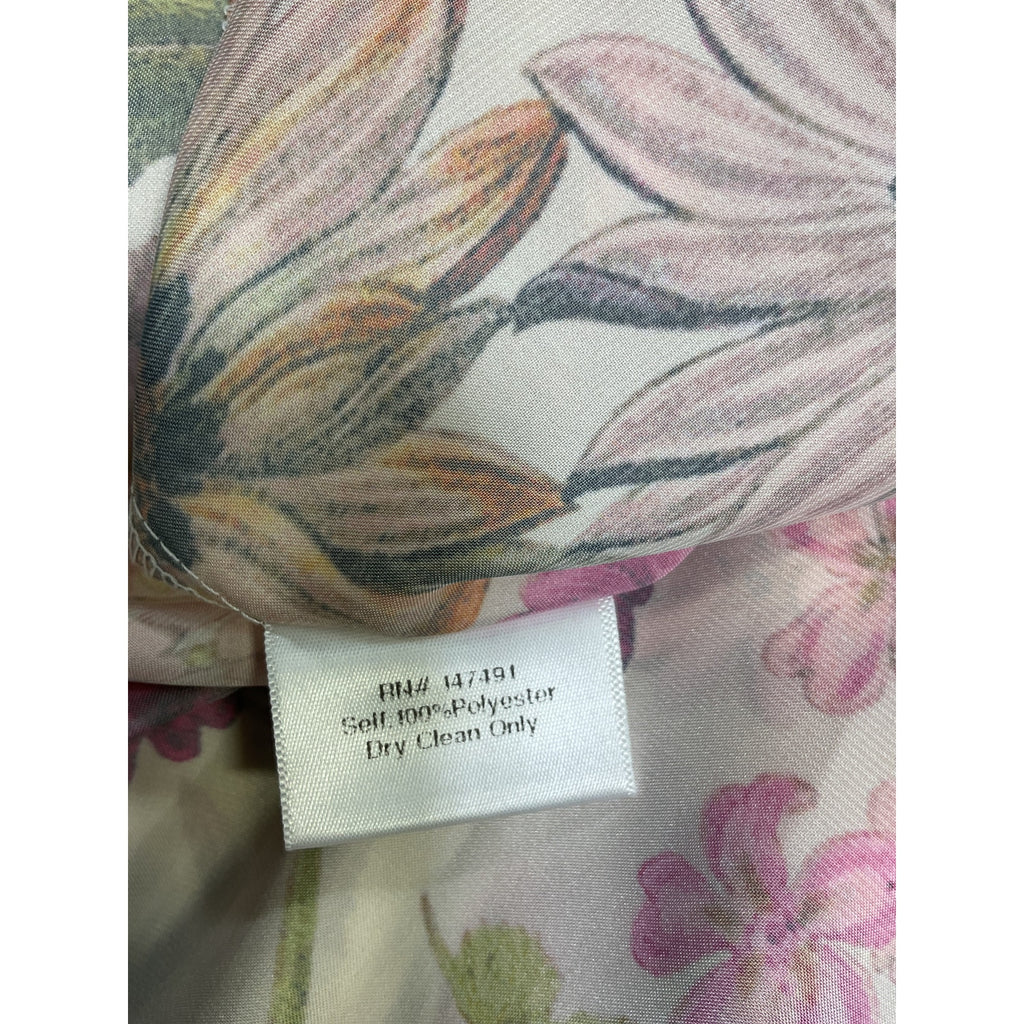 RN# 147491
Self 100%Polyester
Dry Clean Only